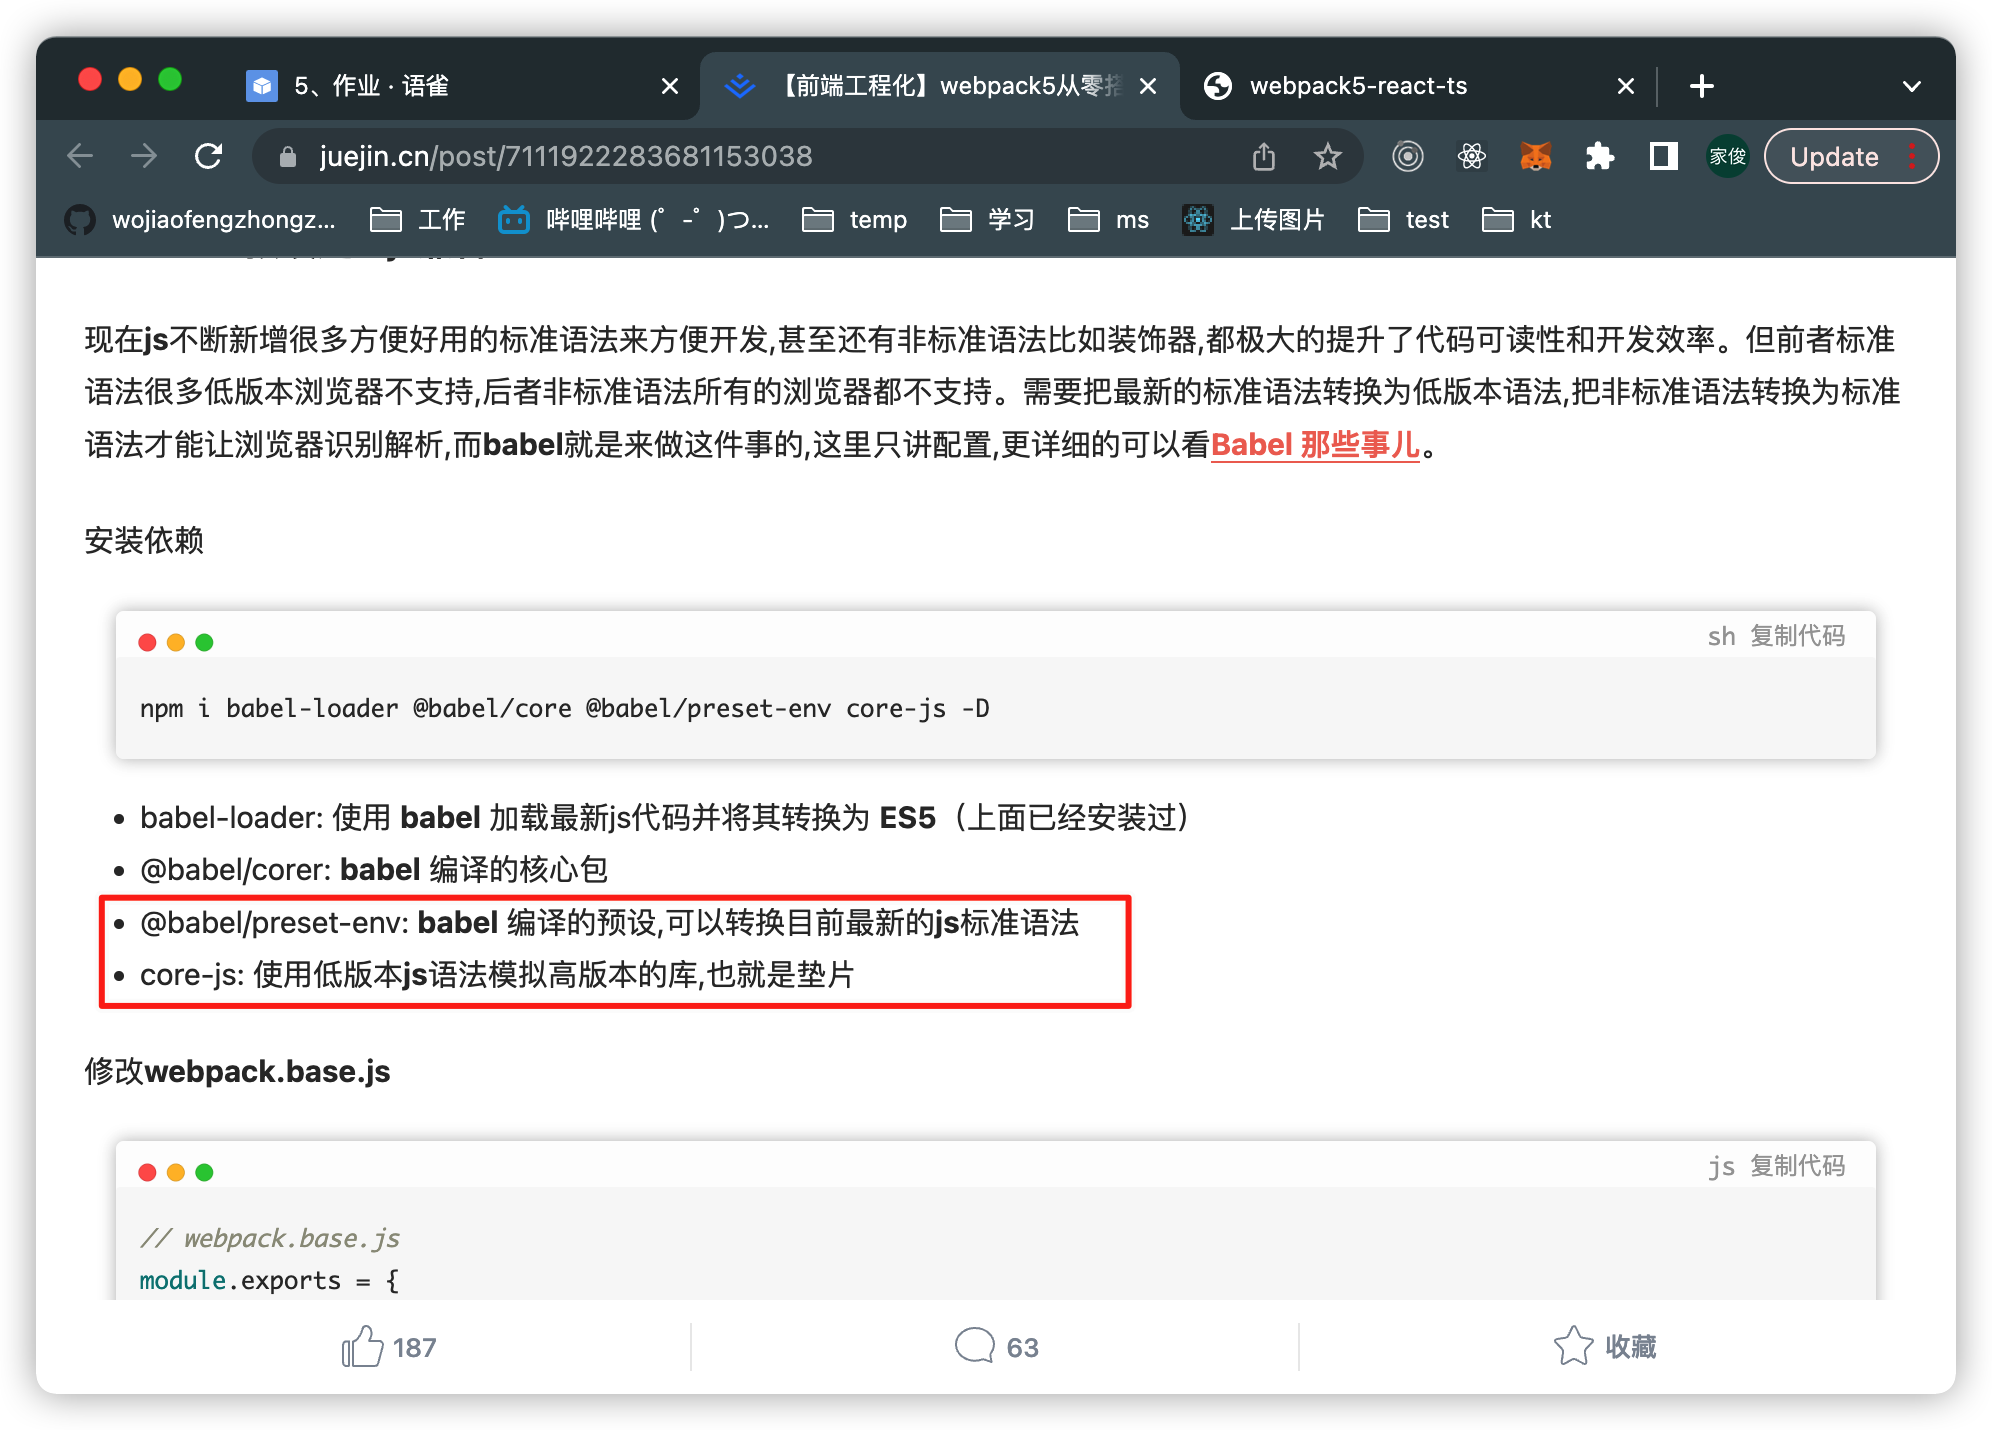 5、作业 · 语雀
【前端工程化】webpack5从零
webpack5-react-ts
juejin.cn/post/7111922283681153038
家俊
Update
wojiaofengzhongz...
工作
哔哩哔哩 (゜-゜)つ...
temp
学习
ms
上传图片
test
kt
现在js不断新增很多方便好用的标准语法来方便开发,甚至还有非标准语法比如装饰器,都极大的提升了代码可读性和开发效率。但前者标准
语法很多低版本浏览器不支持,后者非标准语法所有的浏览器都不支持。需要把最新的标准语法转换为低版本语法,把非标准语法转换为标准
语法才能让浏览器识别解析,而babel就是来做这件事的,这里只讲配置,更详细的可以看Babel 那些事儿。
安装依赖
sh 复制代码
npm i babel-loader @babel/core @babel/preset-env core-js -D
• babel-loader: 使用 babel 加载最新js代码并将其转换为 ES5（上面已经安装过）
• @babel/corer: babel 编译的核心包
• @babel/preset-env: babel 编译的预设,可以转换目前最新的js标准语法
• core-js: 使用低版本js语法模拟高版本的库,也就是垫片
修改webpack.base.js
js 复制代码
// webpack.base.js
module.exports = {
187
63
收藏